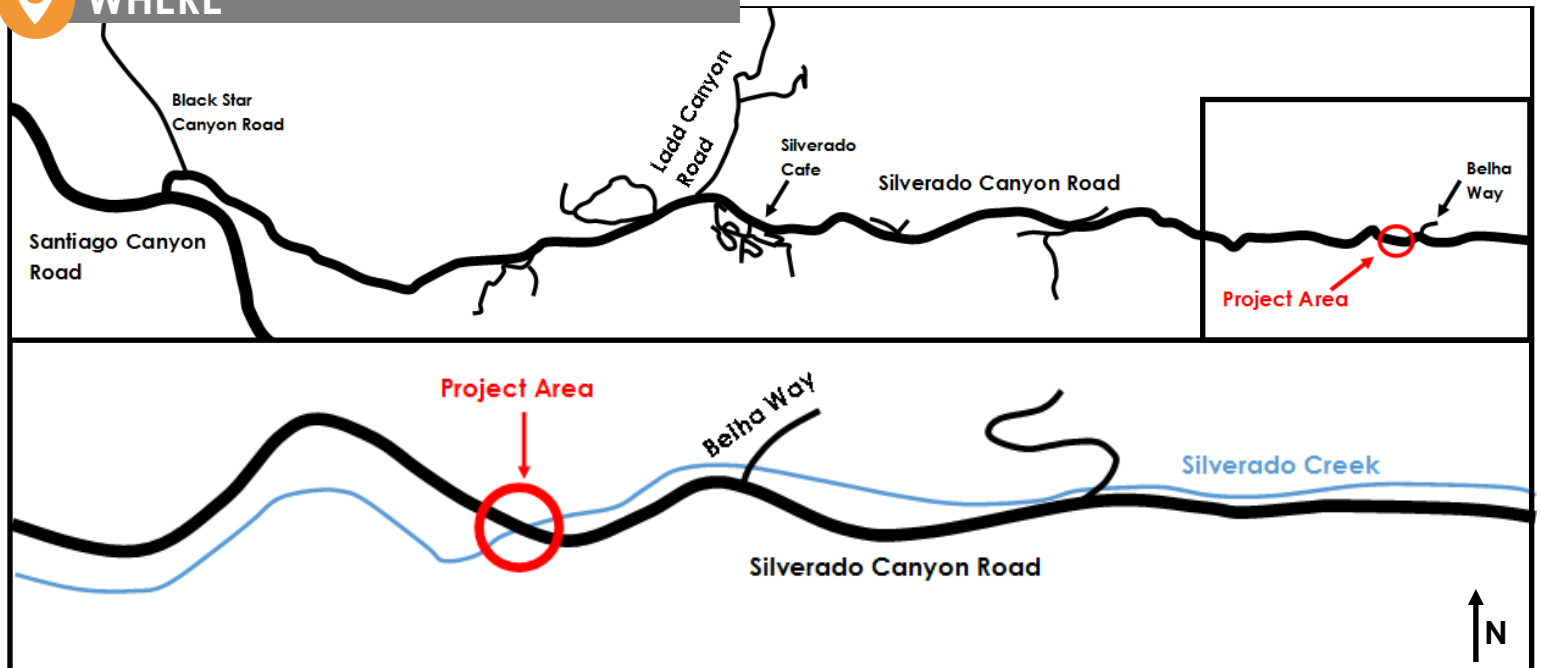 WHERE
Black Star
Canyon Road
Ladd Canyon
Road
Silverado
Cafe
Silverado Canyon Road
Belha
Way
Santiago Canyon
Road
Project Area
Project Area
Belha Way
Silverado Creek
Silverado Canyon Road
N